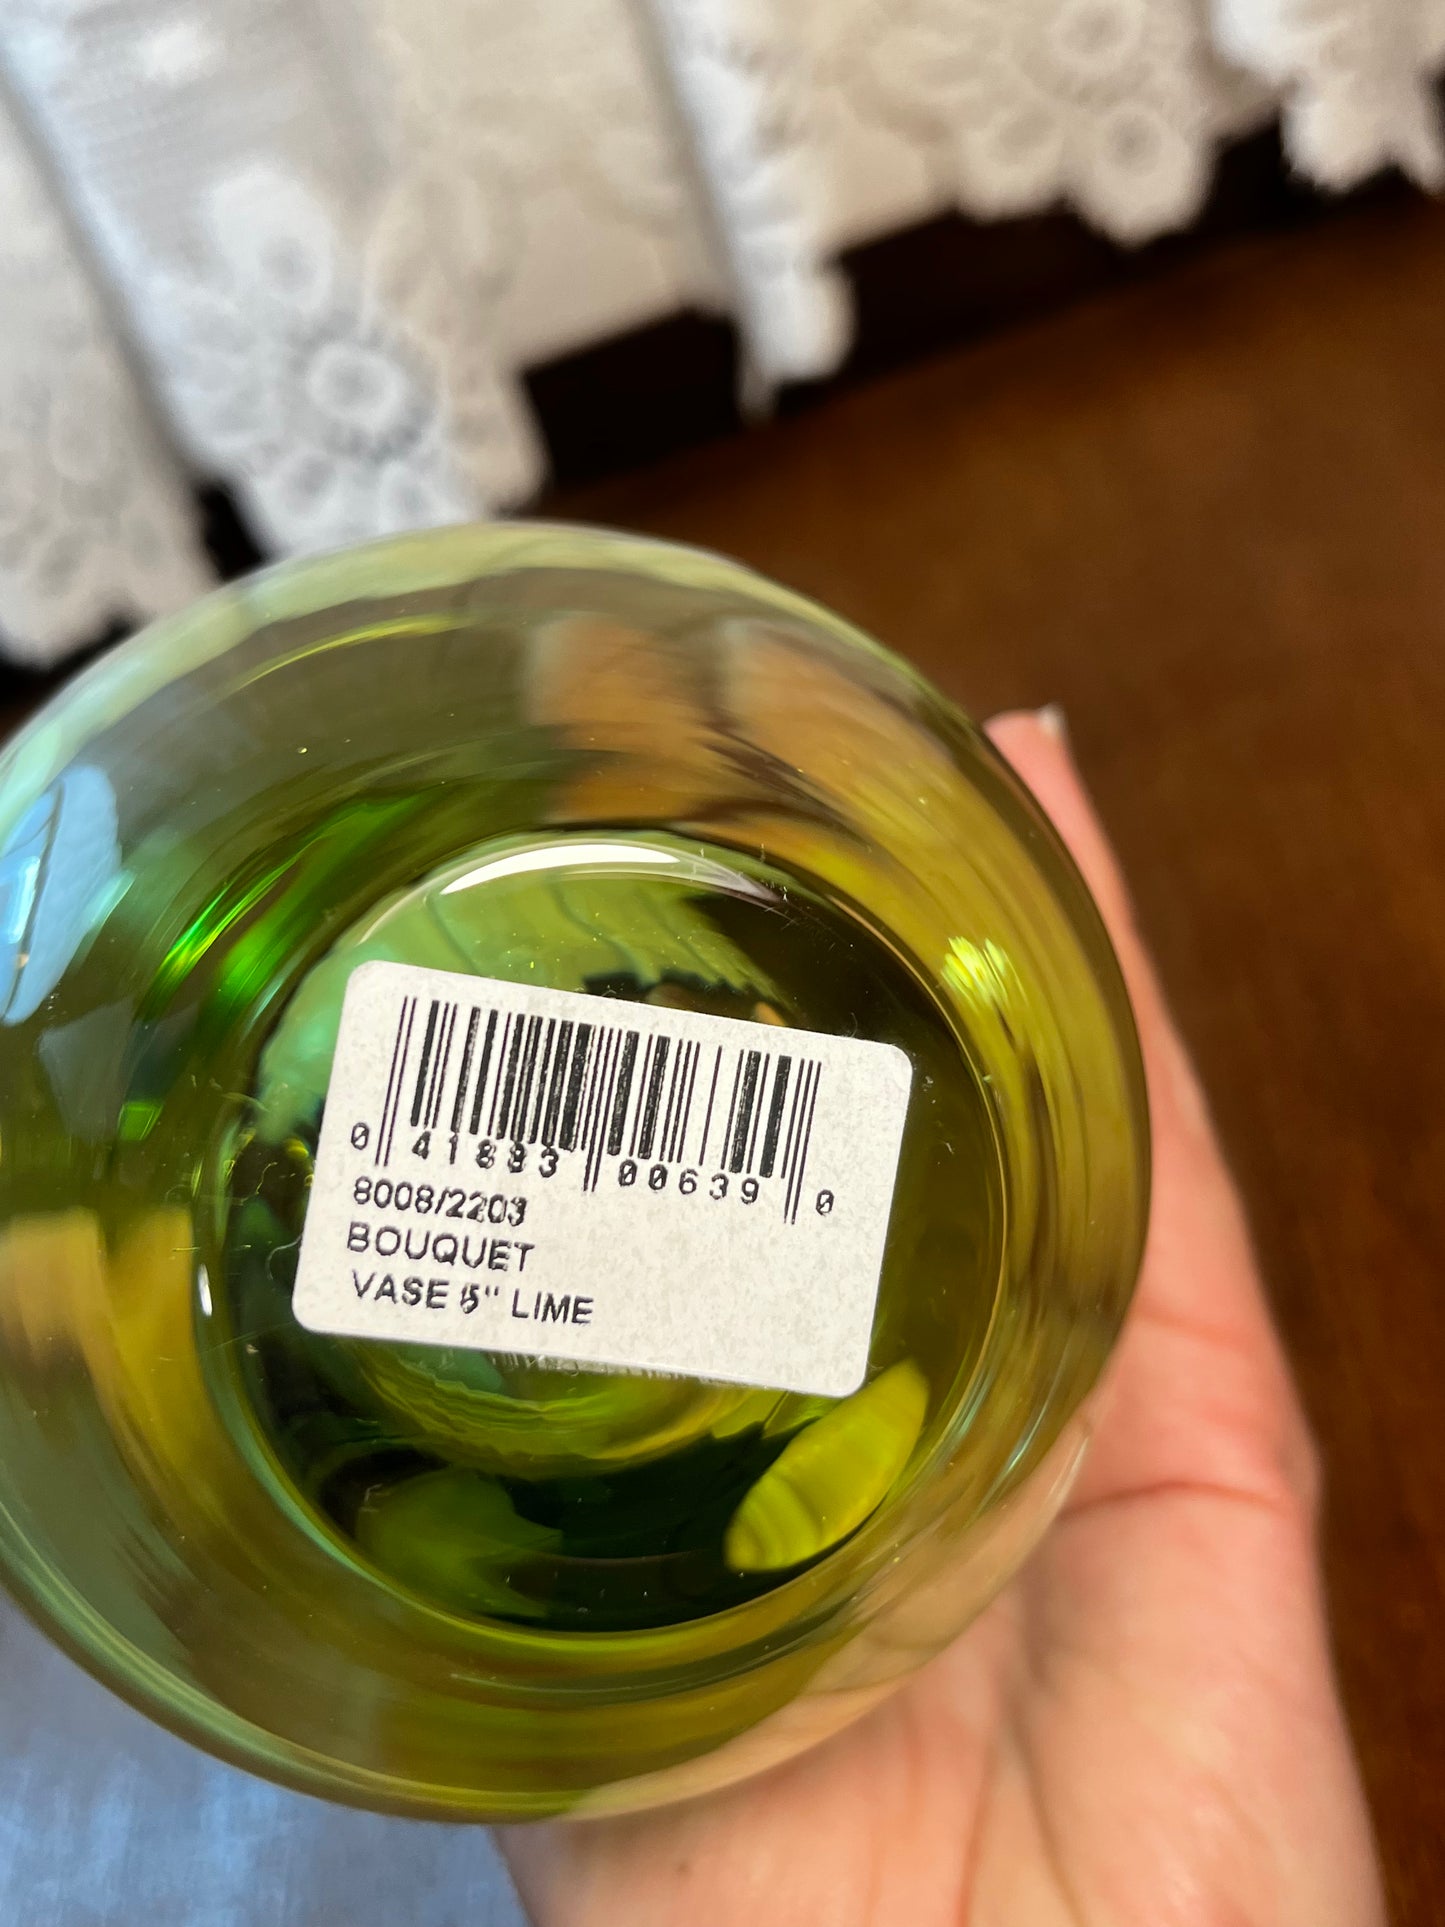 0 41883 00639 0
8008/2203
BOUQUET
VASE 5" LIME